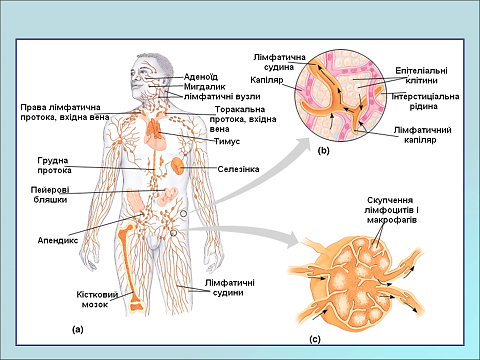 Аденоїд
Мигдалик
лімфатичні вузли
Права лімфатична
протока, вхідна вена
Торакальна
протока, вхідна
вена
Тимус
Грудна
протока
Селезінка
Пейерові
бляшки
Апендикс
Кістковий
мозок
Лімфатичні
судини
(a)
Лімфатична
судина
Капіляр
Епітеліальні
клітини
Інтерстиціальна
рідина
Лімфатичний
капіляр
(b)
Скупчення
лімфоцитів і
макрофагів
(c)